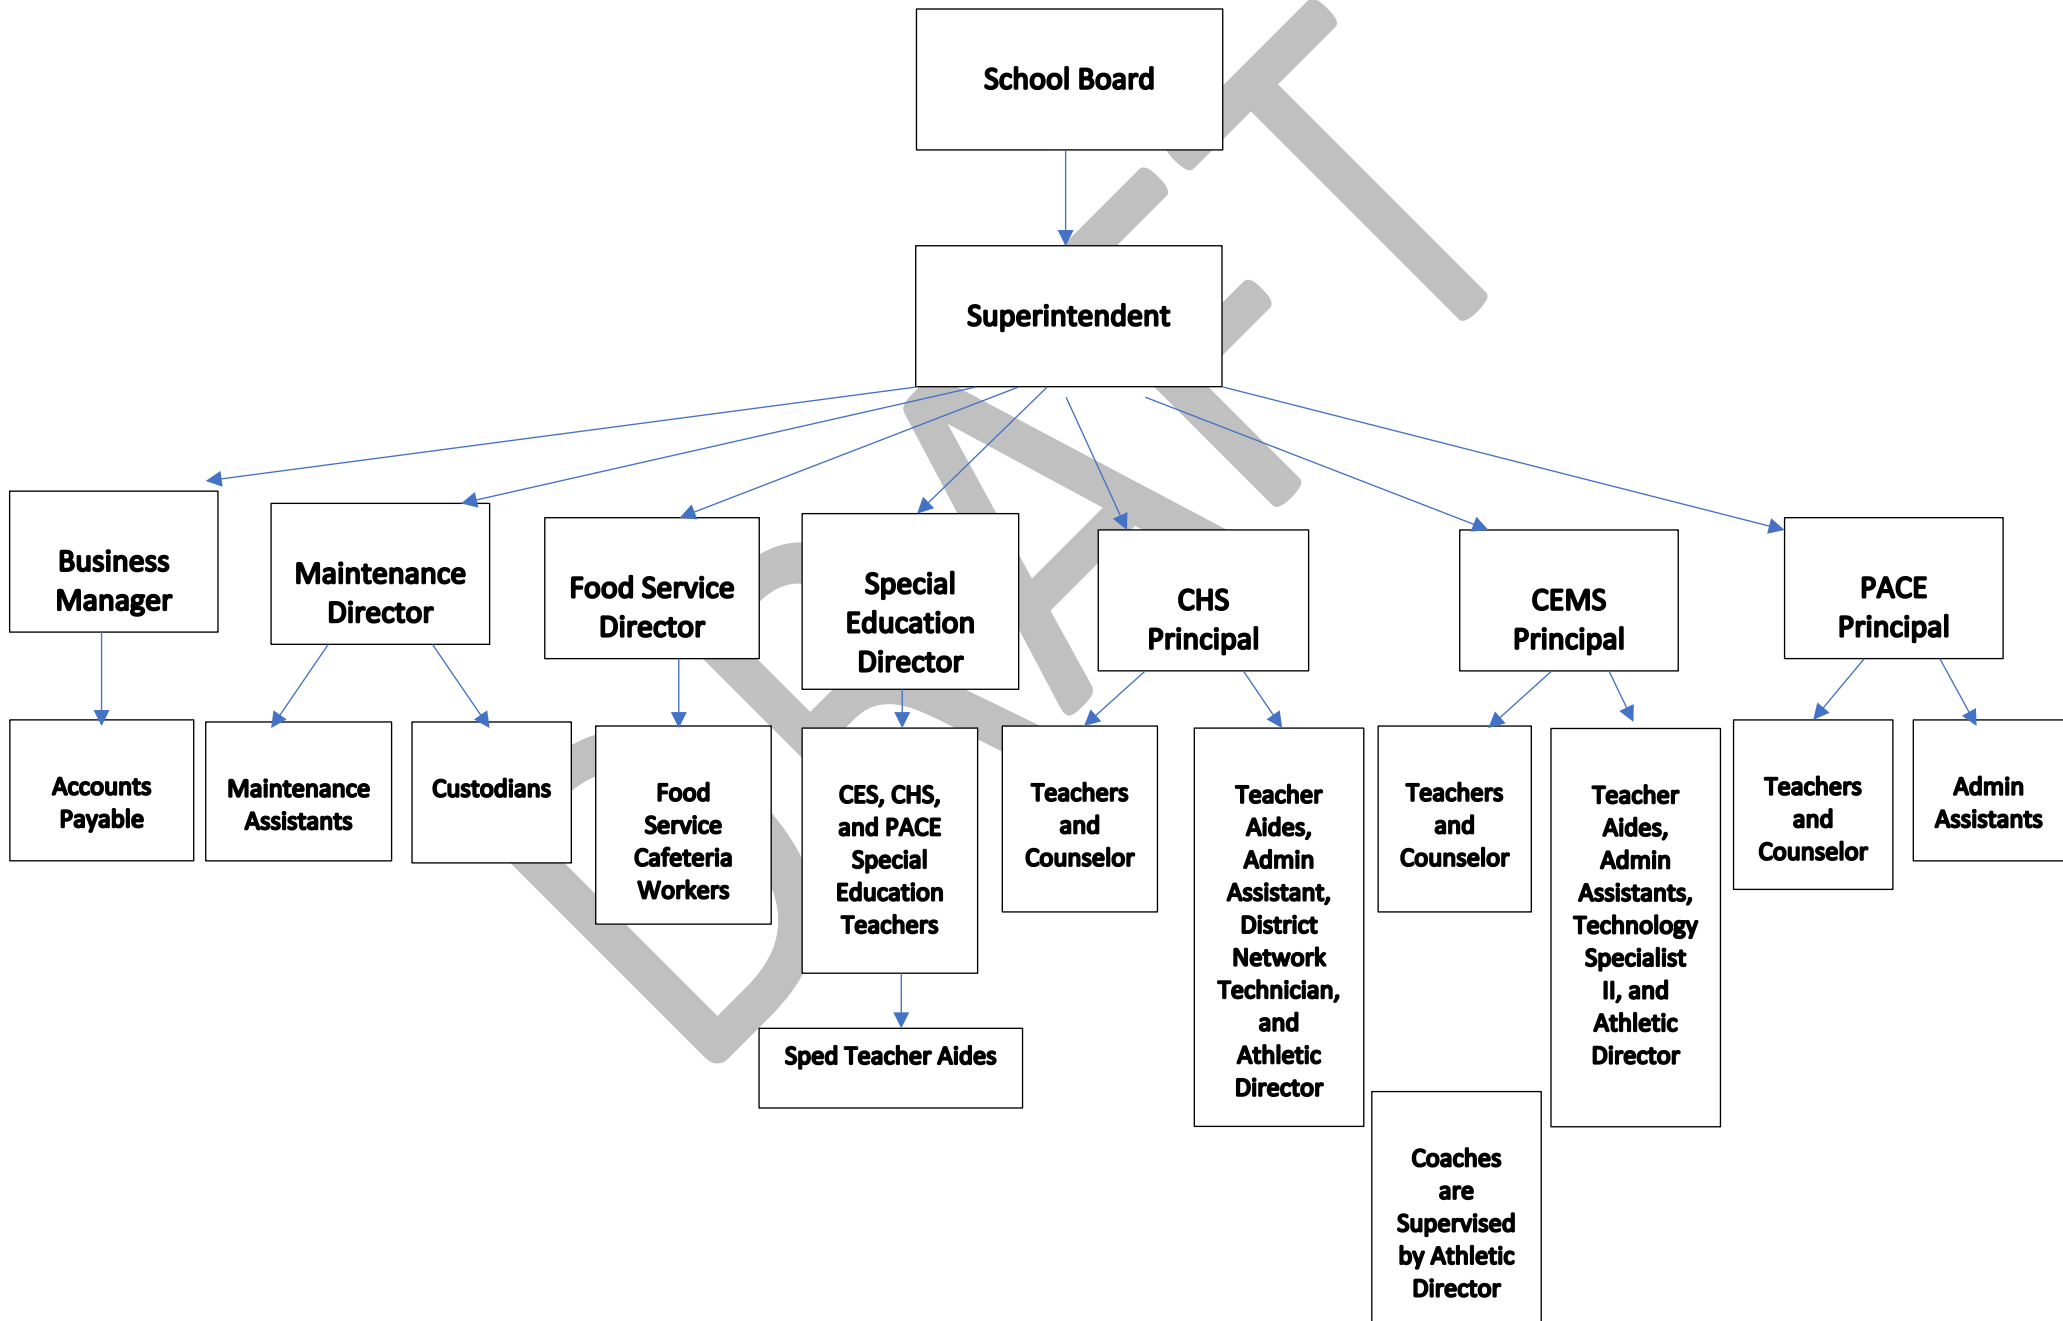 School Board
Superintendent
Business
Manager
Maintenance
Director
Food Service
Director
Special
Education
Director
CHS
Principal
CEMS
Principal
PACE
Principal
Accounts
Payable
Maintenance
Assistants
Custodians
Food
Service
Cafeteria
Workers
CES, CHS,
and PACE
Special
Education
Teachers
Teachers
and
Counselor
Teacher
Aides,
Admin
Assistant,
District
Network
Technician,
and
Athletic
Director
Teachers
and
Counselor
Teacher
Aides,
Admin
Assistants,
Technology
Specialist
II, and
Athletic
Director
Teachers
and
Counselor
Admin
Assistants
Sped Teacher Aides
Coaches
are
Supervised
by Athletic
Director
DRAFT